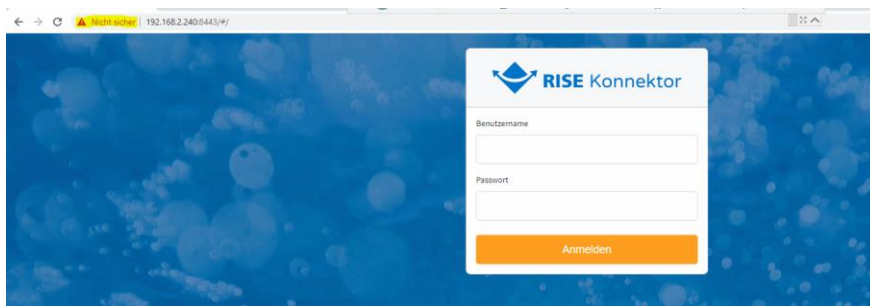 Nicht sicher | 192.168.2.240:8443/#/
RISE Konnektor
Benutzername
Passwort
Anmelden